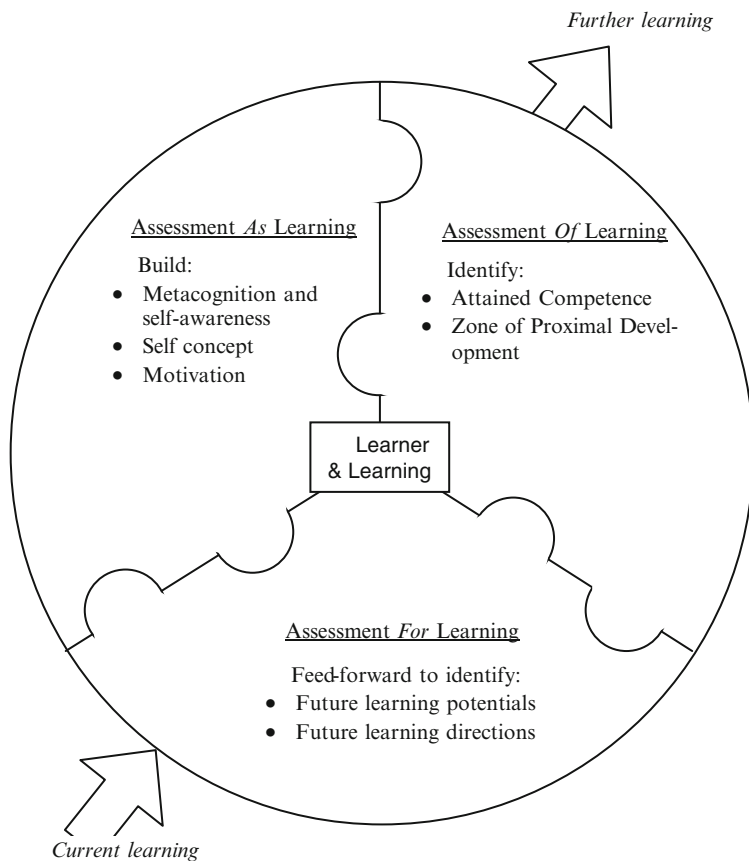 Further learning
Assessment As Learning
Build:
• Metacognition and
self-awareness
• Self concept
• Motivation
Assessment Of Learning
Identify:
• Attained Competence
• Zone of Proximal Devel-
opment
Learner
& Learning
Assessment For Learning
Feed-forward to identify:
• Future learning potentials
• Future learning directions
Current learning